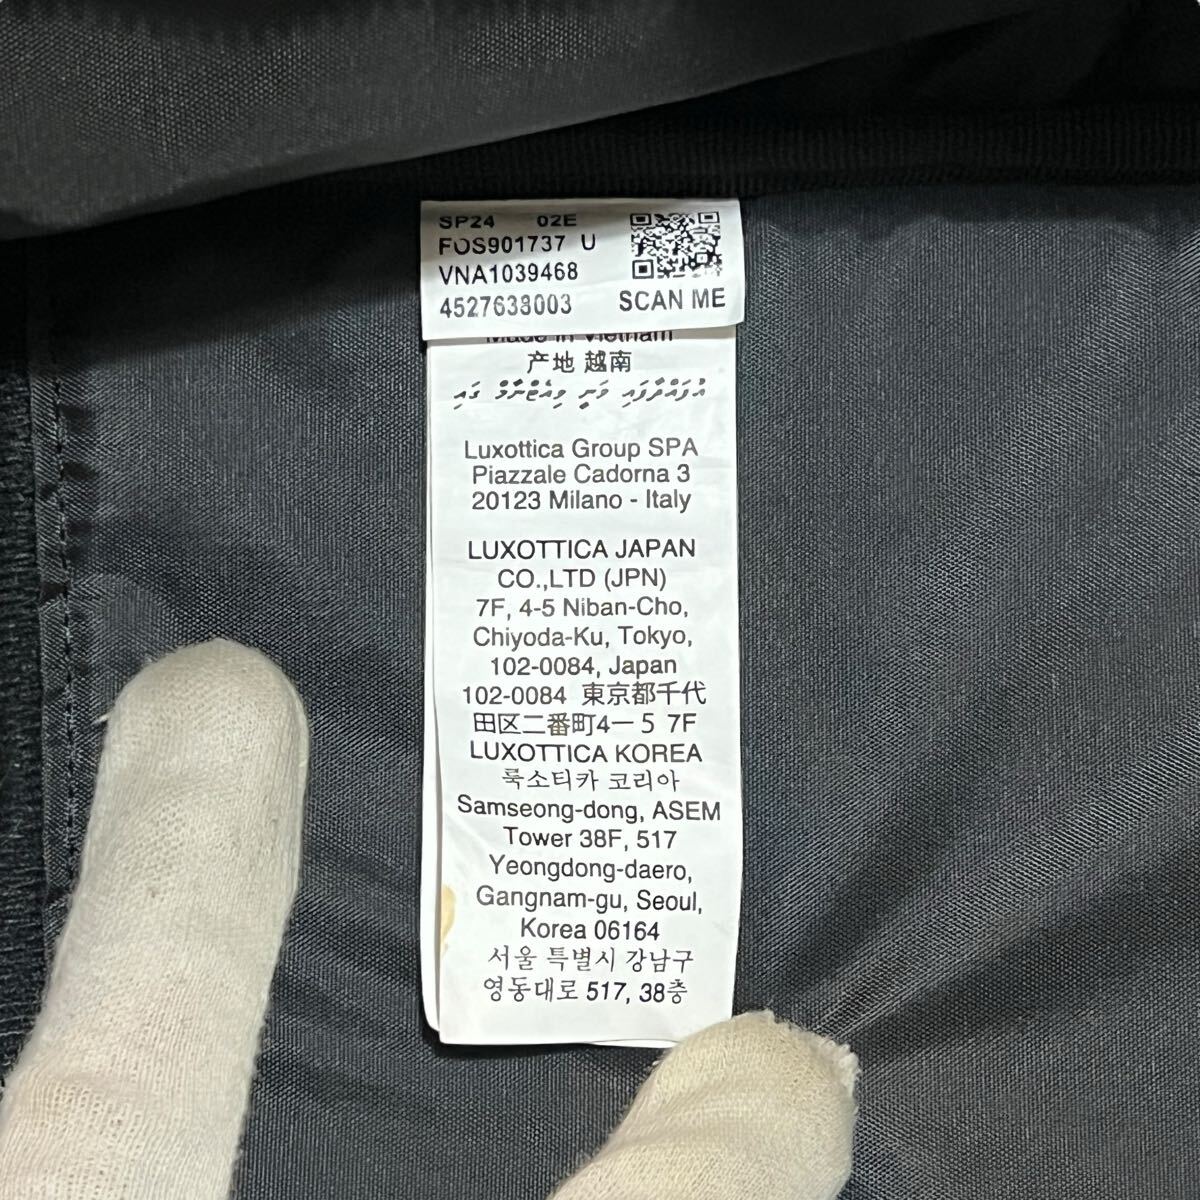 SP24 02E
FOS901737 U
VNA1039468
4527638003
SCAN ME
Made in Vietnam
产地 越南
Luxottica Group SPA
Piazzale Cadorna 3
20123 Milano - Italy
LUXOTTICA JAPAN
CO.,LTD (JPN)
7F, 4-5 Niban-Cho,
Chiyoda-Ku, Tokyo,
102-0084, Japan
102-0084 東京都千代
田区二番町4－5 7F
LUXOTTICA KOREA
룩소티카 코리아
Samseong-dong, ASEM
Tower 38F, 517
Yeongdong-daero,
Gangnam-gu, Seoul,
Korea 06164
서울 특별시 강남구
영동대로 517, 38층